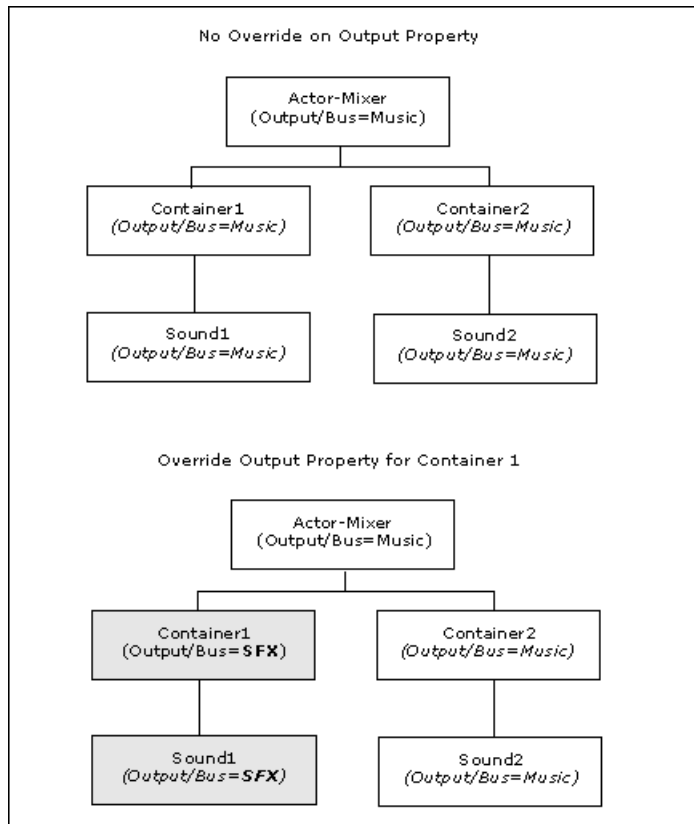 No Override on Output Property
Actor-Mixer
(Output/Bus=Music)
Container1
(Output/Bus=Music)
Container2
(Output/Bus=Music)
Sound1
(Output/Bus=Music)
Sound2
(Output/Bus=Music)
Override Output Property for Container 1
Actor-Mixer
(Output/Bus=Music)
Container1
(Output/Bus=SFX)
Container2
(Output/Bus=Music)
Sound1
(Output/Bus=SFX)
Sound2
(Output/Bus=Music)